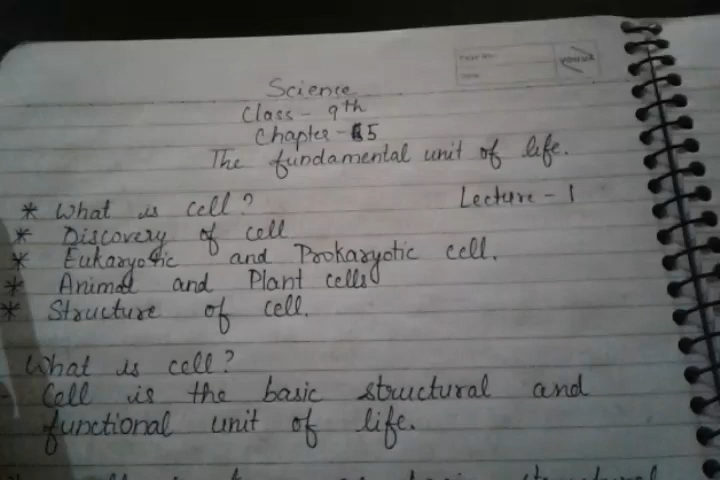 Science
Class - 9th
Chapter - 5
The fundamental unit of life.
Lecture - 1
* What is cell?
* Discovery of cell
* Eukaryotic and Prokaryotic cell.
* Animal and Plant cells
* Structure of cell.
What is cell?
- Cell is the basic structural and
functional unit of life.